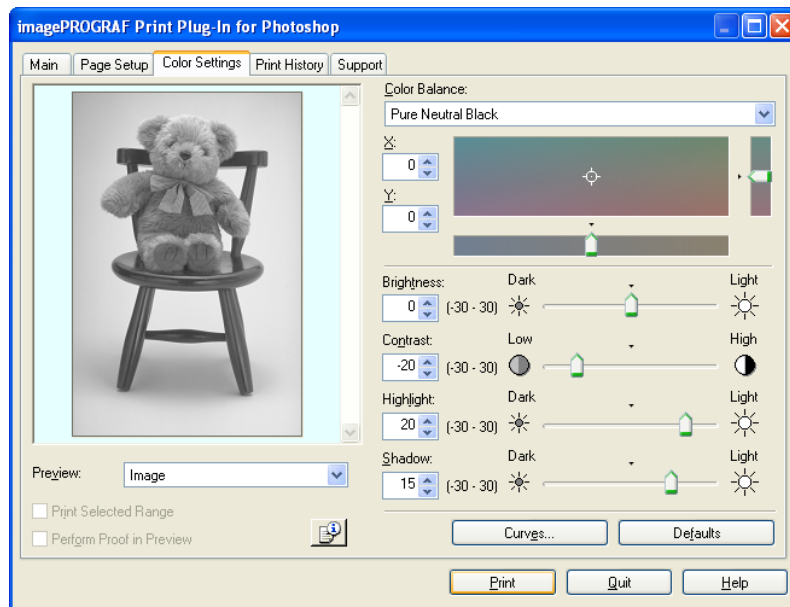 imagePROGRAF Print Plug-In for Photoshop
Main Page Setup Color Settings Print History Support
Color Balance:
Pure Neutral Black
X:
0
Y:
0
Brightness: Dark Light
0 (-30 - 30)
Contrast: Low High
-20 (-30 - 30)
Highlight: Dark Light
20 (-30 - 30)
Shadow: Dark Light
15 (-30 - 30)
Preview: Image
Print Selected Range
Perform Proof in Preview
Curves... Defaults
Print Quit Help